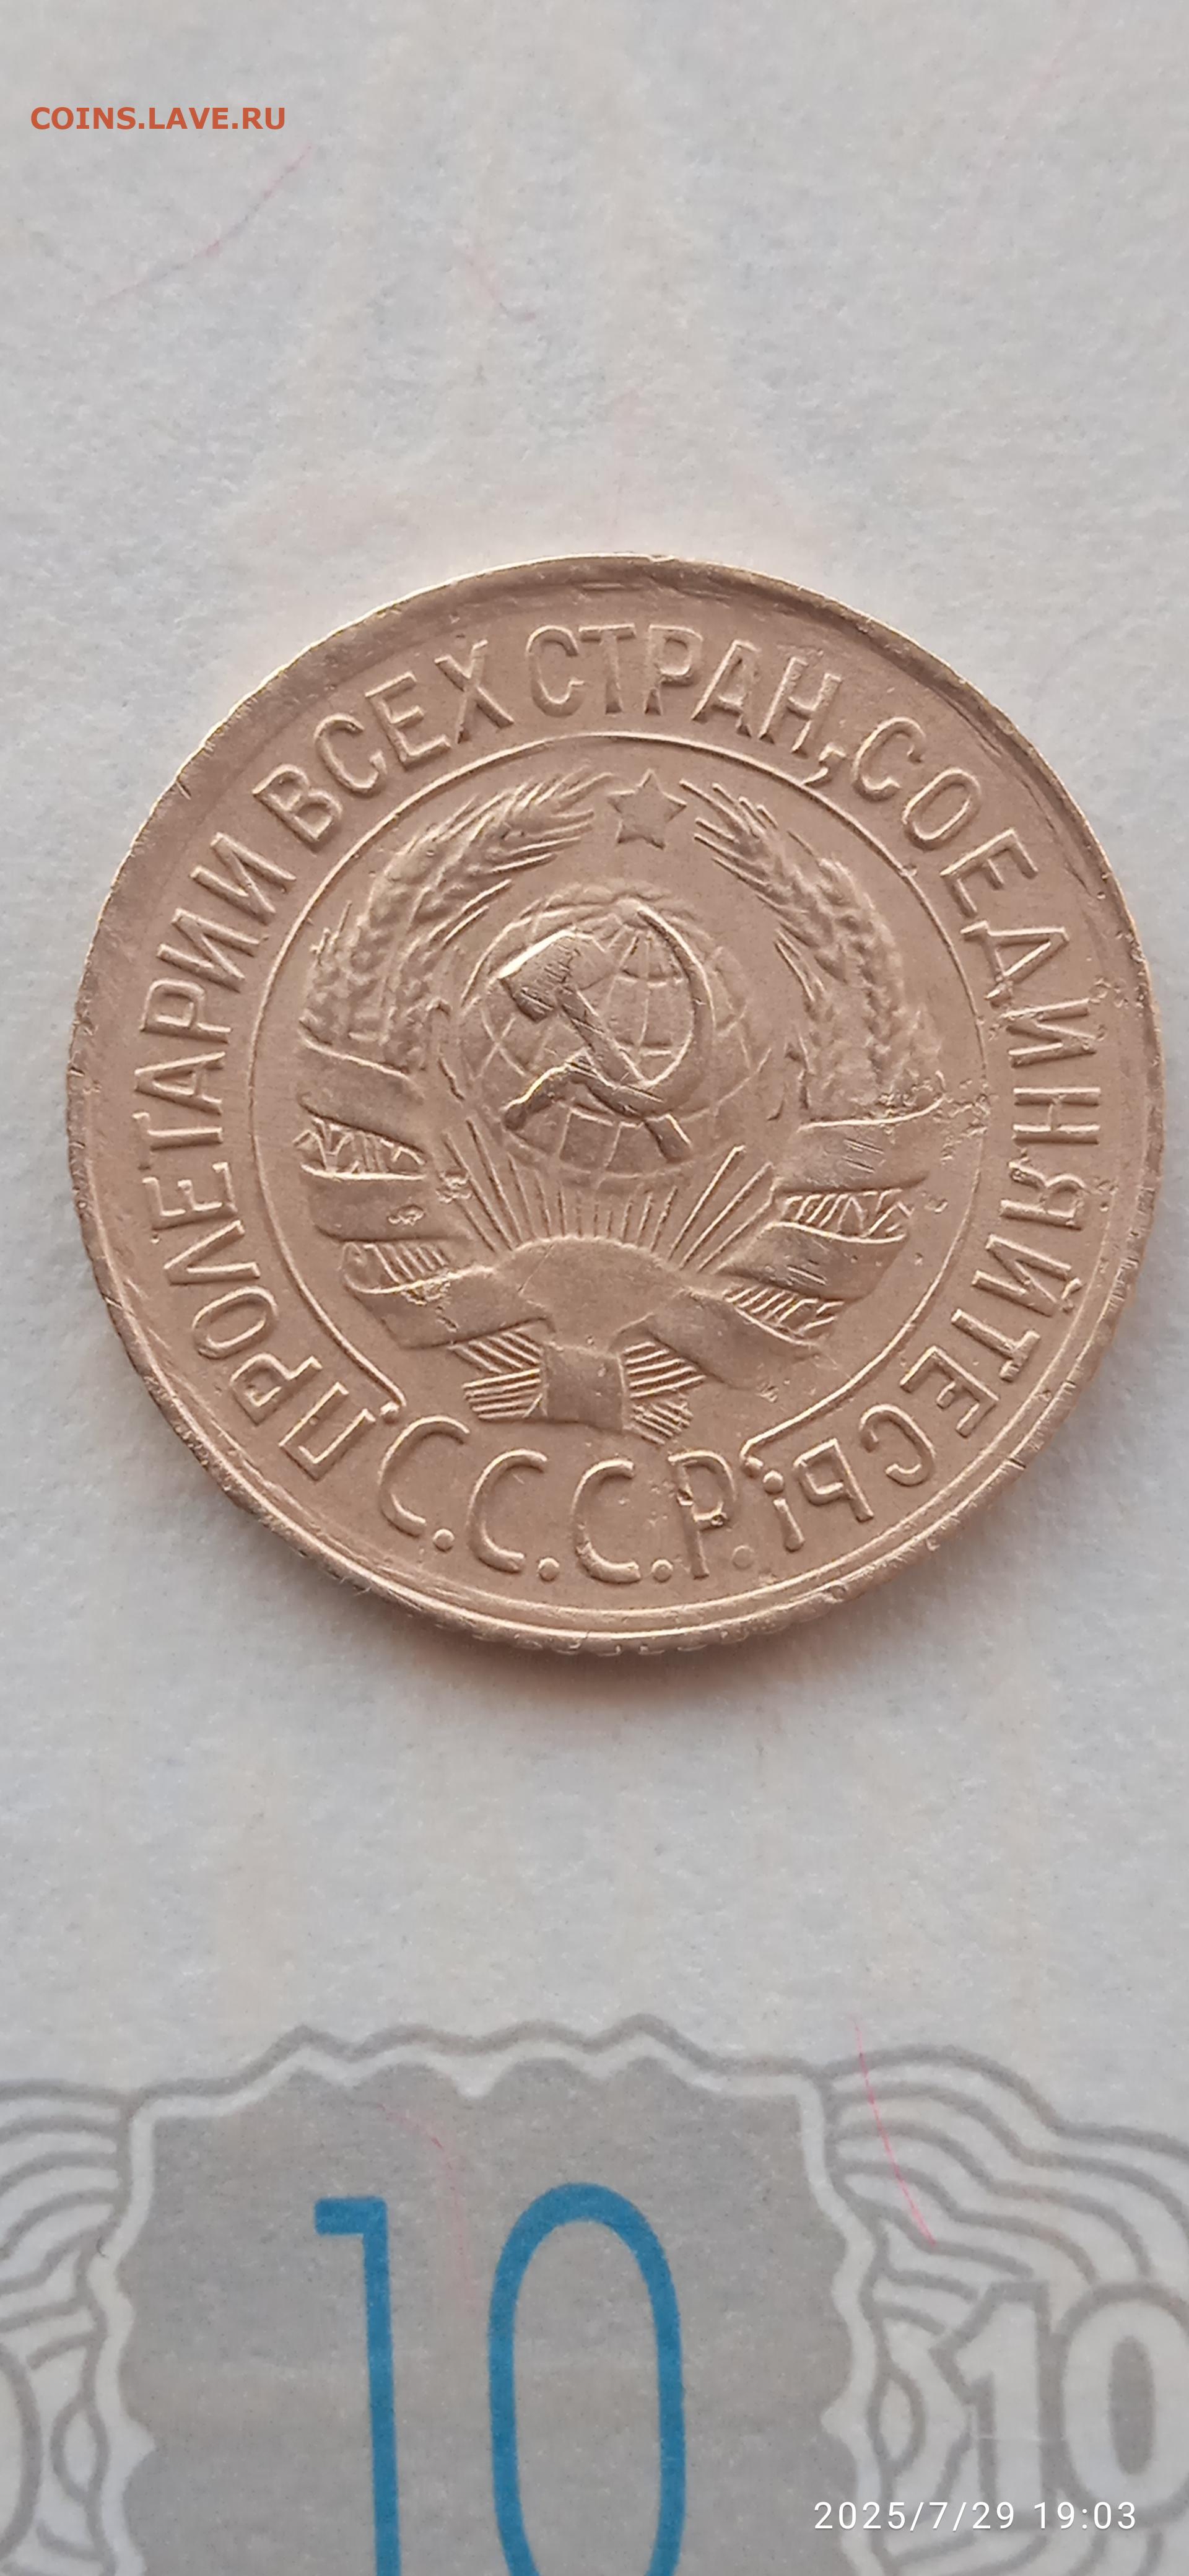 COINS.LAVE.RU
ПРОЛЕТАРИИ ВСЕХ СТРАН, СОЕДИНЯЙТЕСЬ!
С.С.С.Р.
10
10
2025/7/29 19:03